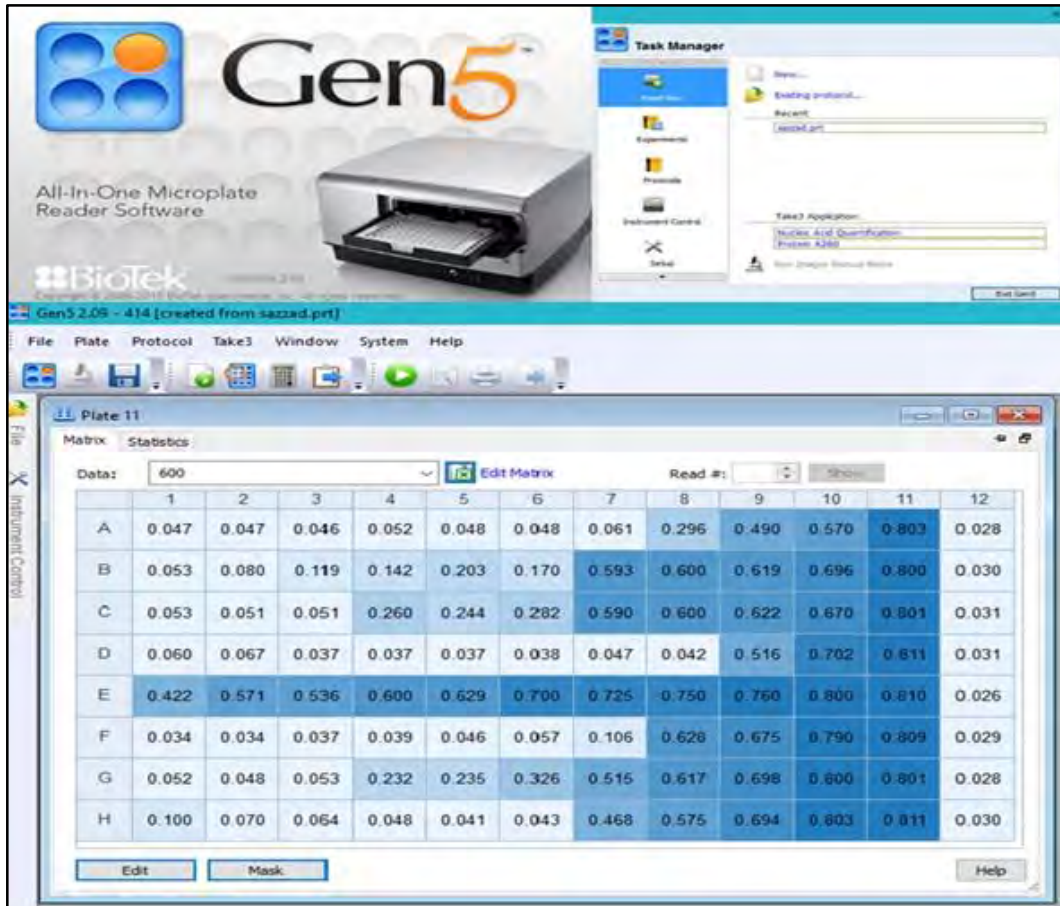 Gen5™
All-In-One Microplate
Reader Software
BioTek
Task Manager
Existing protocol...
Recent
sazzad.prt
Experiments
Protocols
Instrument Control
Setup
Take3 Application
Nucleic Acid Quantification
Protein A280
Exit Gen5
Gen5 2.09 - 414 [created from sazzad.prt]
File Plate Protocol Take3 Window System Help
File
Instrument Control
Plate 11
Matrix Statistics
Data: 600 Edit Matrix Read #: Show
1 2 3 4 5 6 7 8 9 10 11 12
A 0.047 0.047 0.046 0.052 0.048 0.048 0.061 0.296 0.490 0.570 0.803 0.028
B 0.053 0.080 0.119 0.142 0.203 0.170 0.593 0.600 0.619 0.696 0.800 0.030
C 0.053 0.051 0.051 0.260 0.244 0.282 0.590 0.600 0.622 0.670 0.801 0.031
D 0.060 0.067 0.037 0.037 0.037 0.038 0.047 0.042 0.516 0.702 0.811 0.031
E 0.422 0.571 0.536 0.600 0.629 0.700 0.725 0.750 0.760 0.800 0.810 0.026
F 0.034 0.034 0.037 0.039 0.046 0.057 0.106 0.628 0.675 0.790 0.809 0.029
G 0.052 0.048 0.053 0.232 0.235 0.326 0.515 0.617 0.698 0.800 0.801 0.028
H 0.100 0.070 0.064 0.048 0.041 0.043 0.468 0.575 0.694 0.803 0.811 0.030
Edit Mask Help